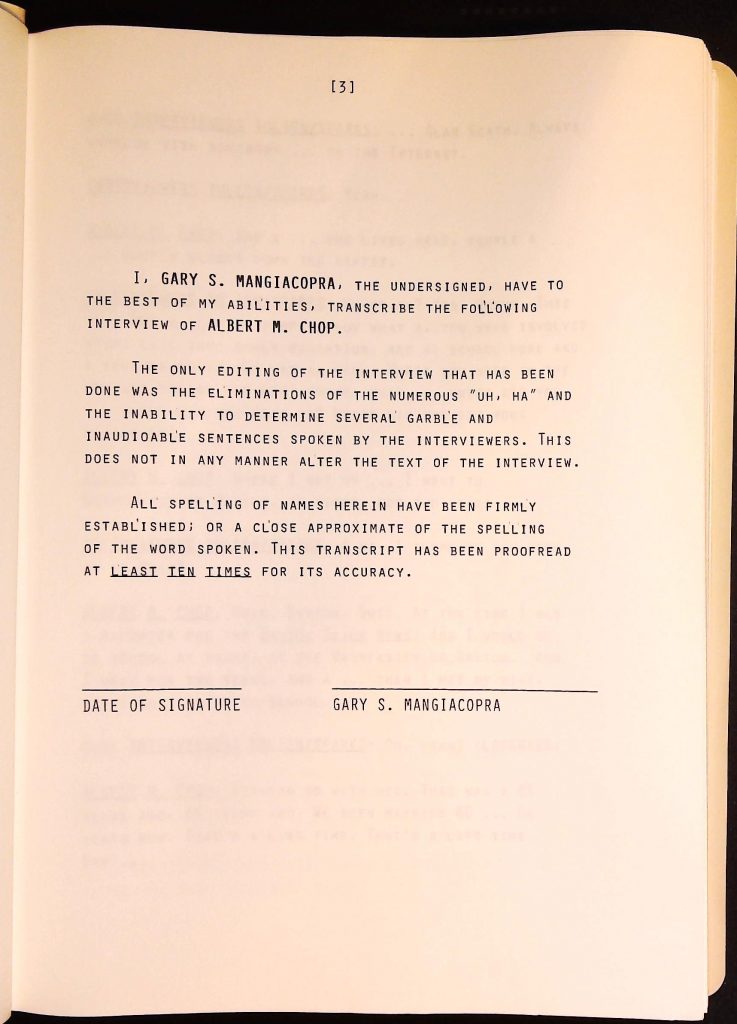 [3]
I, GARY S. MANGIACOPRA, THE UNDERSIGNED, HAVE TO
THE BEST OF MY ABILITIES, TRANSCRIBE THE FOLLOWING
INTERVIEW OF ALBERT M. CHOP.
THE ONLY EDITING OF THE INTERVIEW THAT HAS BEEN
DONE WAS THE ELIMINATIONS OF THE NUMEROUS "UH, HA" AND
THE INABILITY TO DETERMINE SEVERAL GARBLE AND
INAUDIOABLE SENTENCES SPOKEN BY THE INTERVIEWERS. THIS
DOES NOT IN ANY MANNER ALTER THE TEXT OF THE INTERVIEW.
ALL SPELLING OF NAMES HEREIN HAVE BEEN FIRMLY
ESTABLISHED; OR A CLOSE APPROXIMATE OF THE SPELLING
OF THE WORD SPOKEN. THIS TRANSCRIPT HAS BEEN PROOFREAD
AT LEAST TEN TIMES FOR ITS ACCURACY.
DATE OF SIGNATURE GARY S. MANGIACOPRA